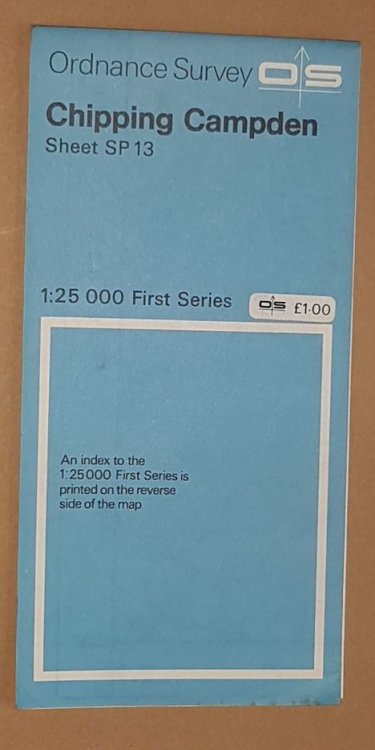 Ordnance Survey OS
Chipping Campden
Sheet SP 13
1:25 000 First Series
OS £1·00
An index to the
1:25000 First Series is
printed on the reverse
side of the map